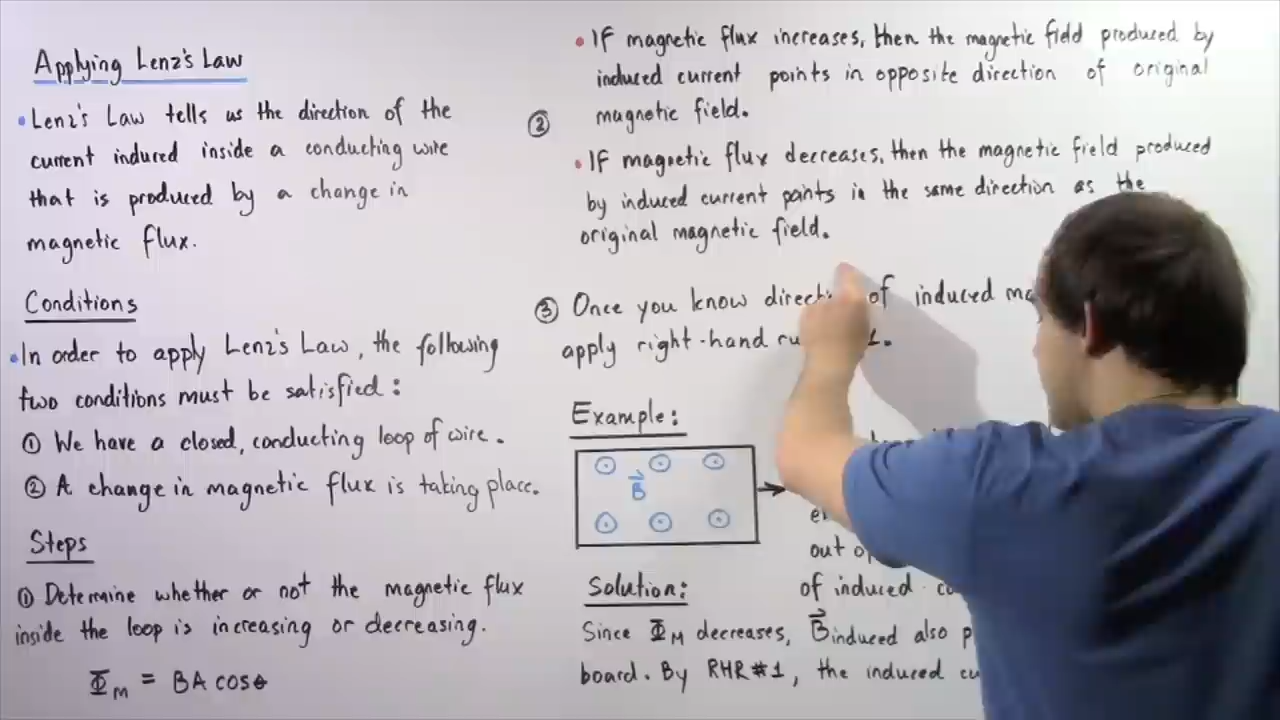 Applying Lenz's Law
• Lenz's Law tells us the direction of the
current induced inside a conducting wire
that is produced by a change in
magnetic flux.
Conditions
• In order to apply Lenz's Law, the following
two conditions must be satisfied:
① We have a closed, conducting loop of wire.
② A change in magnetic flux is taking place.
Steps
① Determine whether or not the magnetic flux
inside the loop is increasing or decreasing.
Φ_M = BA cosθ
②
• If magnetic flux increases, then the magnetic field produced by
induced current points in opposite direction of original
magnetic field.
• If magnetic flux decreases, then the magnetic field produced
by induced current points in the same direction as the
original magnetic field.
③ Once you know of induced
apply right-hand 1.
Example:
B⃗
out
of induced
Solution:
Since Φ_M decreases, B⃗induced also
board. By RHR #1, the induced